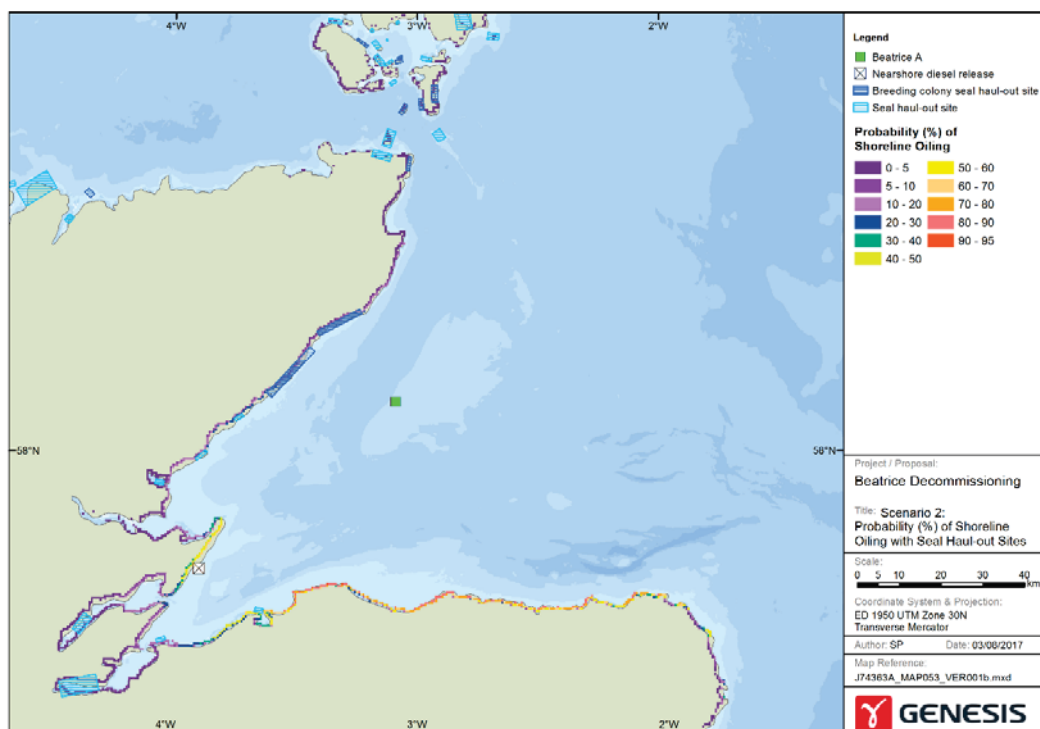 4°W
3°W
2°W
58°N
58°N
4°W
3°W
2°W
Legend
Beatrice A
Nearshore diesel release
Breeding colony seal haul-out site
Seal haul-out site
Probability (%) of
Shoreline Oiling
0 - 5
50 - 60
5 - 10
60 - 70
10 - 20
70 - 80
20 - 30
80 - 90
30 - 40
90 - 95
40 - 50
Project / Proposal:
Beatrice Decommissioning
Title: Scenario 2:
Probability (%) of Shoreline
Oiling with Seal Haul-out Sites
Scale:
0 5 10 20 30 40
km
Coordinate System & Projection:
ED 1950 UTM Zone 30N
Transverse Mercator
Author: SP Date: 03/08/2017
Map Reference:
J74363A_MAP053_VER001b.mxd
GENESIS